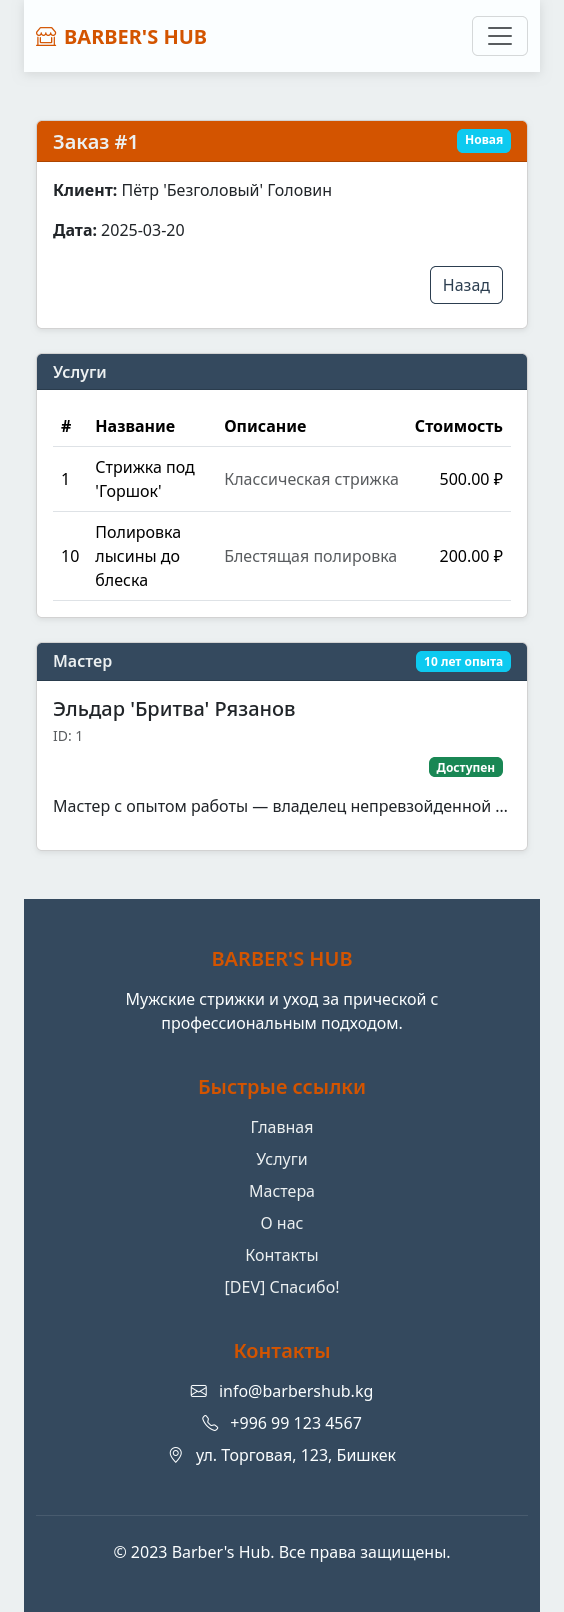 BARBER'S HUB
Заказ #1 Новая
Клиент: Пётр 'Безголовый' Головин
Дата: 2025-03-20
Назад
Услуги
# Название Описание Стоимость
1 Стрижка под 'Горшок' Классическая стрижка 500.00 ₽
10 Полировка лысины до блеска Блестящая полировка 200.00 ₽
Мастер 10 лет опыта
Эльдар 'Бритва' Рязанов
ID: 1
Доступен
Мастер с опытом работы — владелец непревзойденной ...
BARBER'S HUB
Мужские стрижки и уход за прической с
профессиональным подходом.
Быстрые ссылки
Главная
Услуги
Мастера
О нас
Контакты
[DEV] Спасибо!
Контакты
info@barbershub.kg
+996 99 123 4567
ул. Торговая, 123, Бишкек
© 2023 Barber's Hub. Все права защищены.